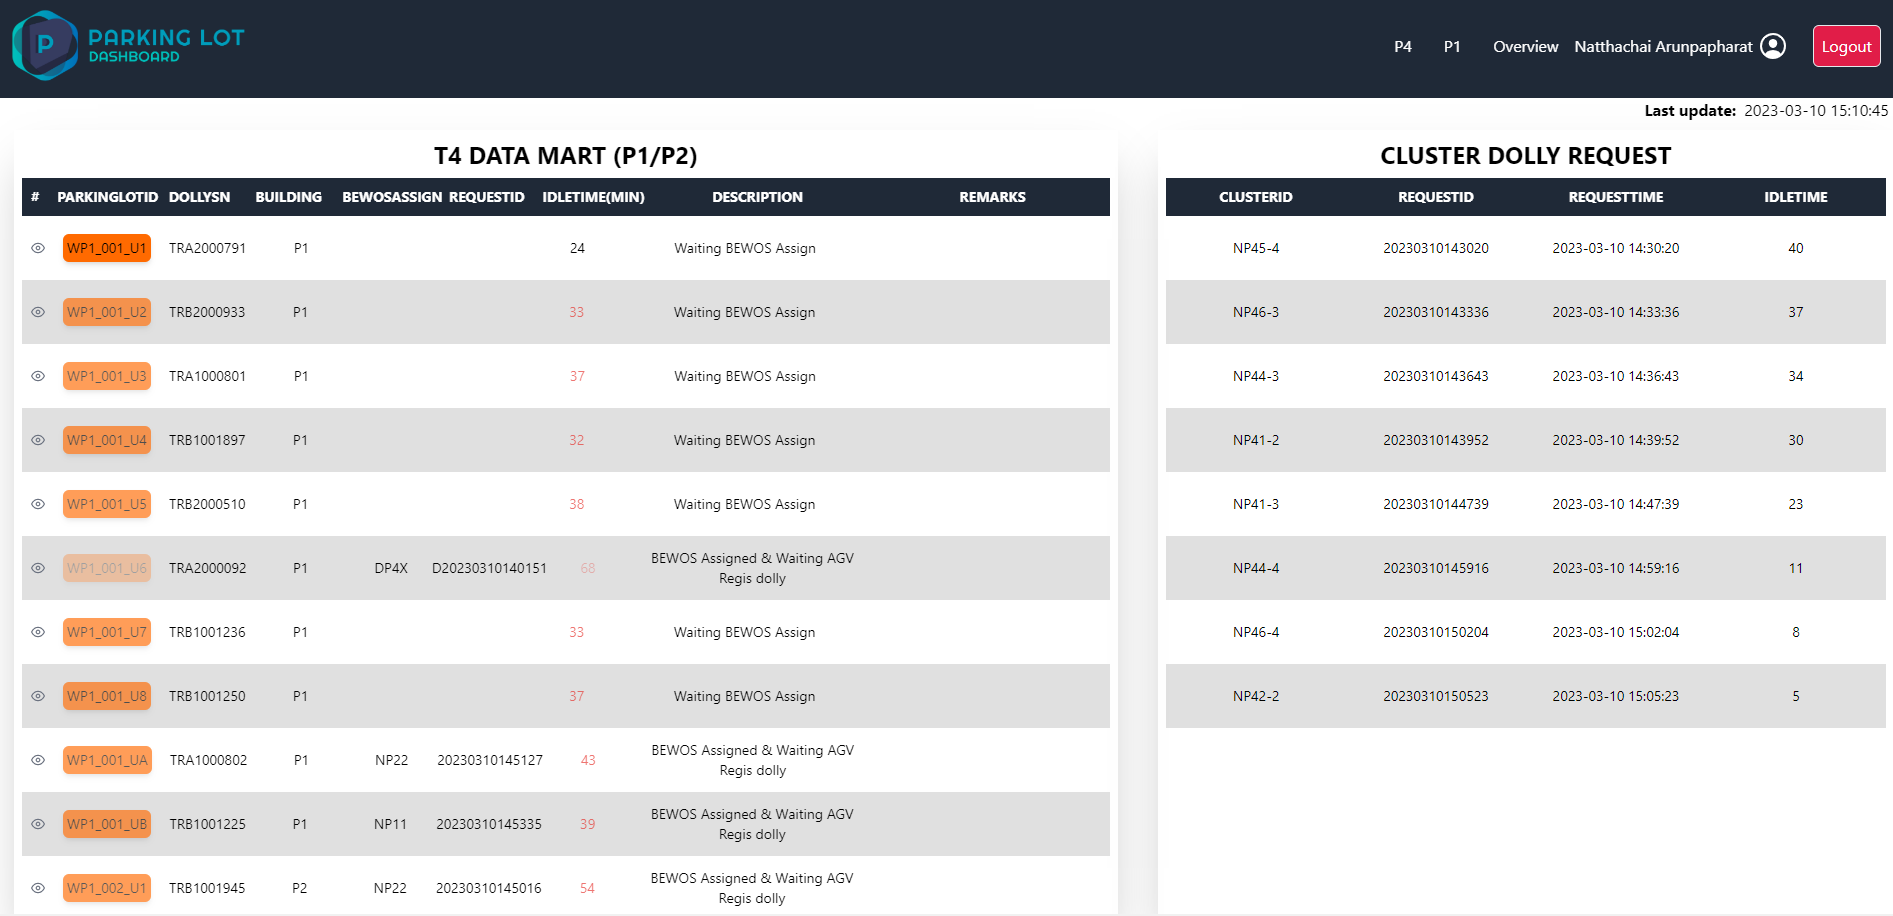 P
PARKING LOT
DASHBOARD
P4 P1 Overview Natthachai Arunpapharat Logout
Last update: 2023-03-10 15:10:45
T4 DATA MART (P1/P2)
# PARKINGLOTID DOLLYSN BUILDING BEWOSASSIGN REQUESTID IDLETIME(MIN) DESCRIPTION REMARKS
WP1_001_U1 TRA2000791 P1 24 Waiting BEWOS Assign
WP1_001_U2 TRB2000933 P1 33 Waiting BEWOS Assign
WP1_001_U3 TRA1000801 P1 37 Waiting BEWOS Assign
WP1_001_U4 TRB1001897 P1 32 Waiting BEWOS Assign
WP1_001_U5 TRB2000510 P1 38 Waiting BEWOS Assign
WP1_001_U6 TRA2000092 P1 DP4X D20230310140151 68 BEWOS Assigned & Waiting AGV
Regis dolly
WP1_001_U7 TRB1001236 P1 33 Waiting BEWOS Assign
WP1_001_U8 TRB1001250 P1 37 Waiting BEWOS Assign
WP1_001_UA TRA1000802 P1 NP22 20230310145127 43 BEWOS Assigned & Waiting AGV
Regis dolly
WP1_001_UB TRB1001225 P1 NP11 20230310145335 39 BEWOS Assigned & Waiting AGV
Regis dolly
WP1_002_U1 TRB1001945 P2 NP22 20230310145016 54 BEWOS Assigned & Waiting AGV
Regis dolly
CLUSTER DOLLY REQUEST
CLUSTERID REQUESTID REQUESTTIME IDLETIME
NP45-4 20230310143020 2023-03-10 14:30:20 40
NP46-3 20230310143336 2023-03-10 14:33:36 37
NP44-3 20230310143643 2023-03-10 14:36:43 34
NP41-2 20230310143952 2023-03-10 14:39:52 30
NP41-3 20230310144739 2023-03-10 14:47:39 23
NP44-4 20230310145916 2023-03-10 14:59:16 11
NP46-4 20230310150204 2023-03-10 15:02:04 8
NP42-2 20230310150523 2023-03-10 15:05:23 5